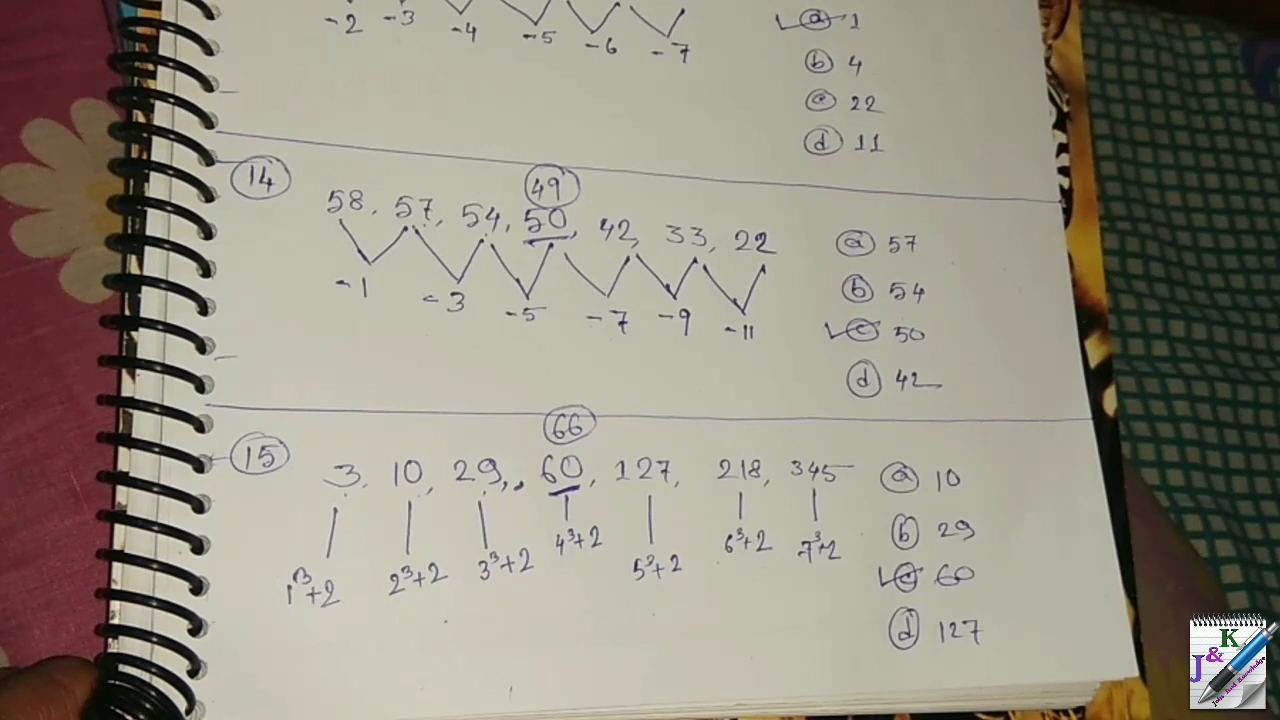 -2 -3 -4 -5 -6 -7
a 1
b 4
c 22
d 11
14
49
58, 57, 54, 50, 42, 33, 22
-1 -3 -5 -7 -9 -11
a 57
b 54
c 50
d 42
15
66
3, 10, 29, 60, 127, 218, 345
1³+2 2³+2 3³+2 4³+2 5³+2 6³+2 7³+2
a 10
b 29
c 60
d 127
J&K